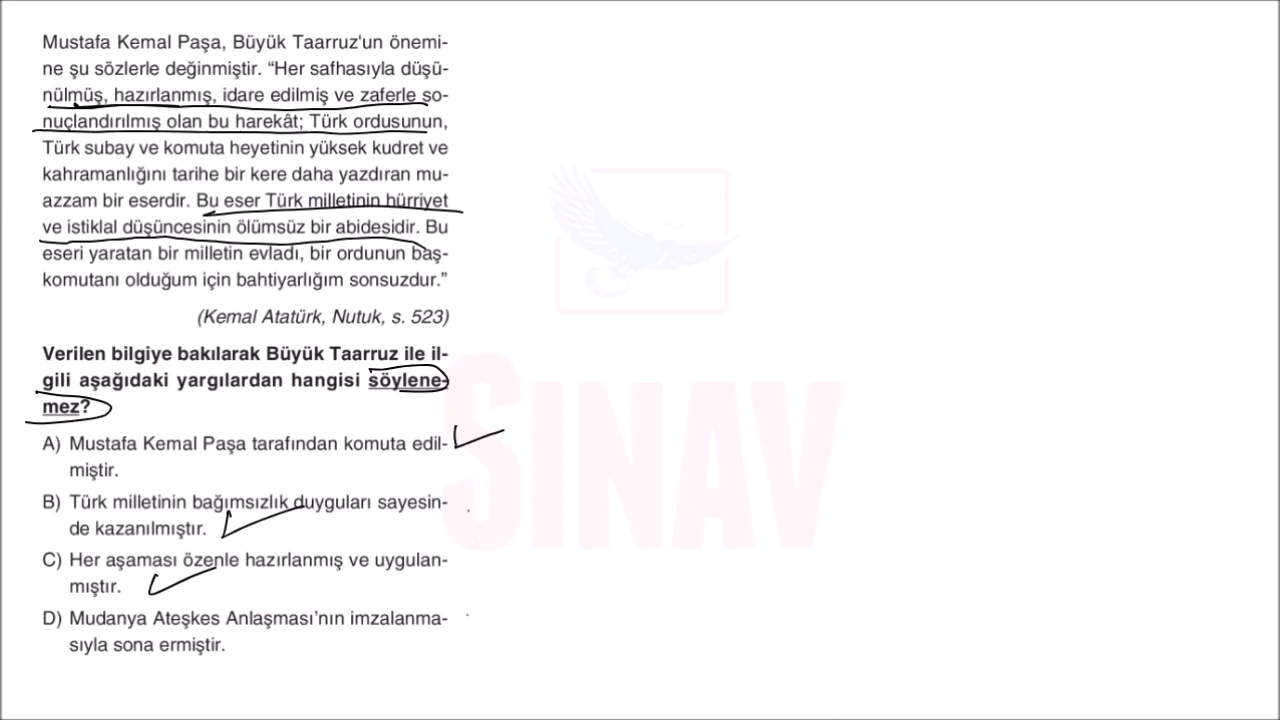 Mustafa Kemal Paşa, Büyük Taarruz'un önemi-
ne şu sözlerle değinmiştir. “Her safhasıyla düşü-
nülmüş, hazırlanmış, idare edilmiş ve zaferle so-
nuçlandırılmış olan bu harekât; Türk ordusunun,
Türk subay ve komuta heyetinin yüksek kudret ve
kahramanlığını tarihe bir kere daha yazdıran mu-
azzam bir eserdir. Bu eser Türk milletinin hürriyet
ve istiklal düşüncesinin ölümsüz bir abidesidir. Bu
eseri yaratan bir milletin evladı, bir ordunun baş-
komutanı olduğum için bahtiyarlığım sonsuzdur.”
(Kemal Atatürk, Nutuk, s. 523)
Verilen bilgiye bakılarak Büyük Taarruz ile il-
gili aşağıdaki yargılardan hangisi söylene-
mez?
A) Mustafa Kemal Paşa tarafından komuta edil-
miştir.
B) Türk milletinin bağımsızlık duyguları sayesin-
de kazanılmıştır.
C) Her aşaması özenle hazırlanmış ve uygulan-
mıştır.
D) Mudanya Ateşkes Anlaşması’nın imzalanma-
sıyla sona ermiştir.
SINAV